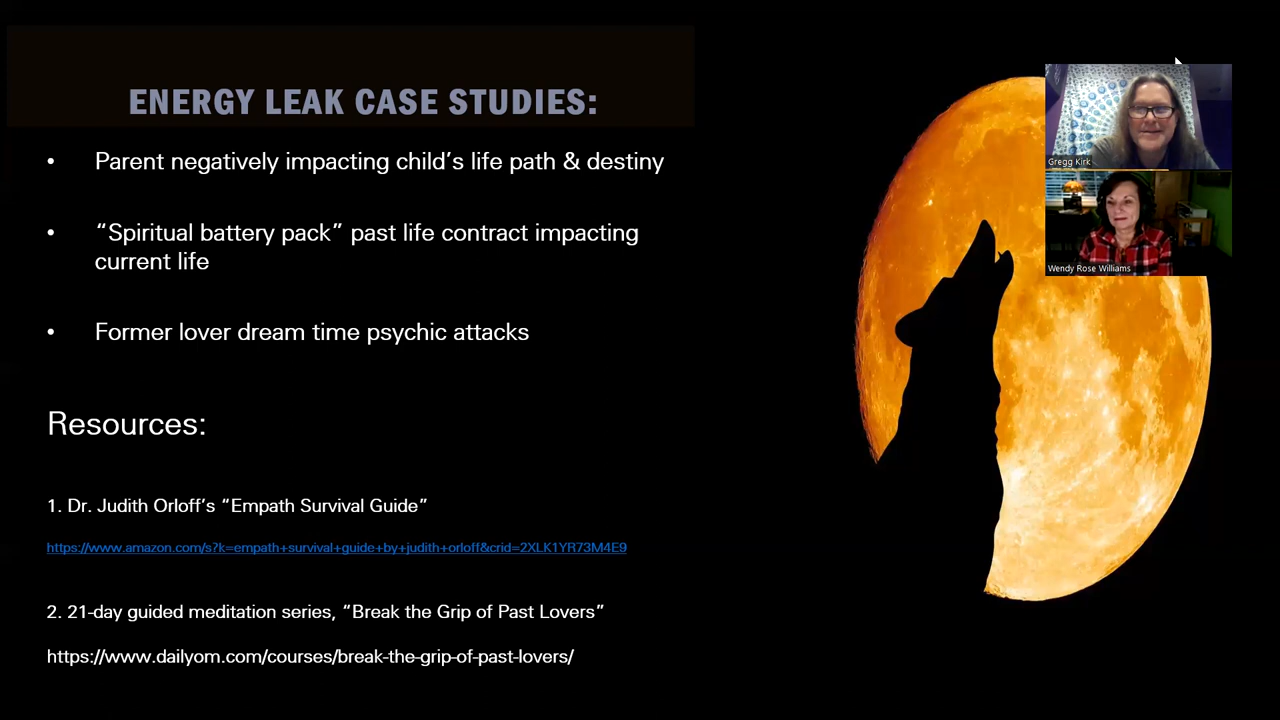 ENERGY LEAK CASE STUDIES:
• Parent negatively impacting child's life path & destiny
• “Spiritual battery pack” past life contract impacting
current life
• Former lover dream time psychic attacks
Resources:
1. Dr. Judith Orloff's “Empath Survival Guide”
https://www.amazon.com/s?k=empath+survival+guide+by+judith+orloff&crid=2XLK1YR73M4E9
2. 21-day guided meditation series, “Break the Grip of Past Lovers”
https://www.dailyom.com/courses/break-the-grip-of-past-lovers/
Gregg Kirk
Wendy Rose Williams